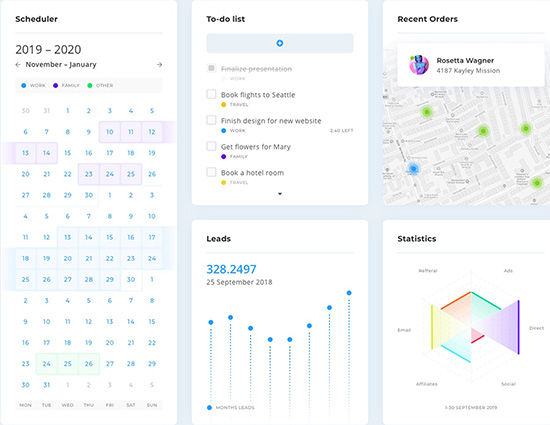 Scheduler
2019 – 2020
November – January
WORK FAMILY OTHER
30 31 1 2 3 4 5
6 7 8 9 10 11 12
13 14 15 16 17 18 19
20 21 22 23 24 25 26
27 28 29 30 1 2 3
4 5 6 7 8 9 10
11 12 13 14 15 16 17
18 19 20 21 22 23 24
25 26 27 28 29 30 1
2 3 4 5 6 7 8
9 10 11 12 13 14 15
16 17 18 19 20 21 22
23 24 25 26 27 28 29
30 31 1 2 3 4
MON TUE WED THU FRI SAT SUN
To-do list
Finalize presentation
WORK
Book flights to Seattle
TRAVEL
Finish design for new website
WORK 2:40 LEFT
Get flowers for Mary
FAMILY
Book a hotel room
TRAVEL
Recent Orders
Rosetta Wagner
4187 Kayley Mission
Leads
328.2497
25 September 2018
MONTHS LEADS
Statistics
Refferal Ads
Email Direct
Affiliates Social
1-30 SEPTEMBER 2019